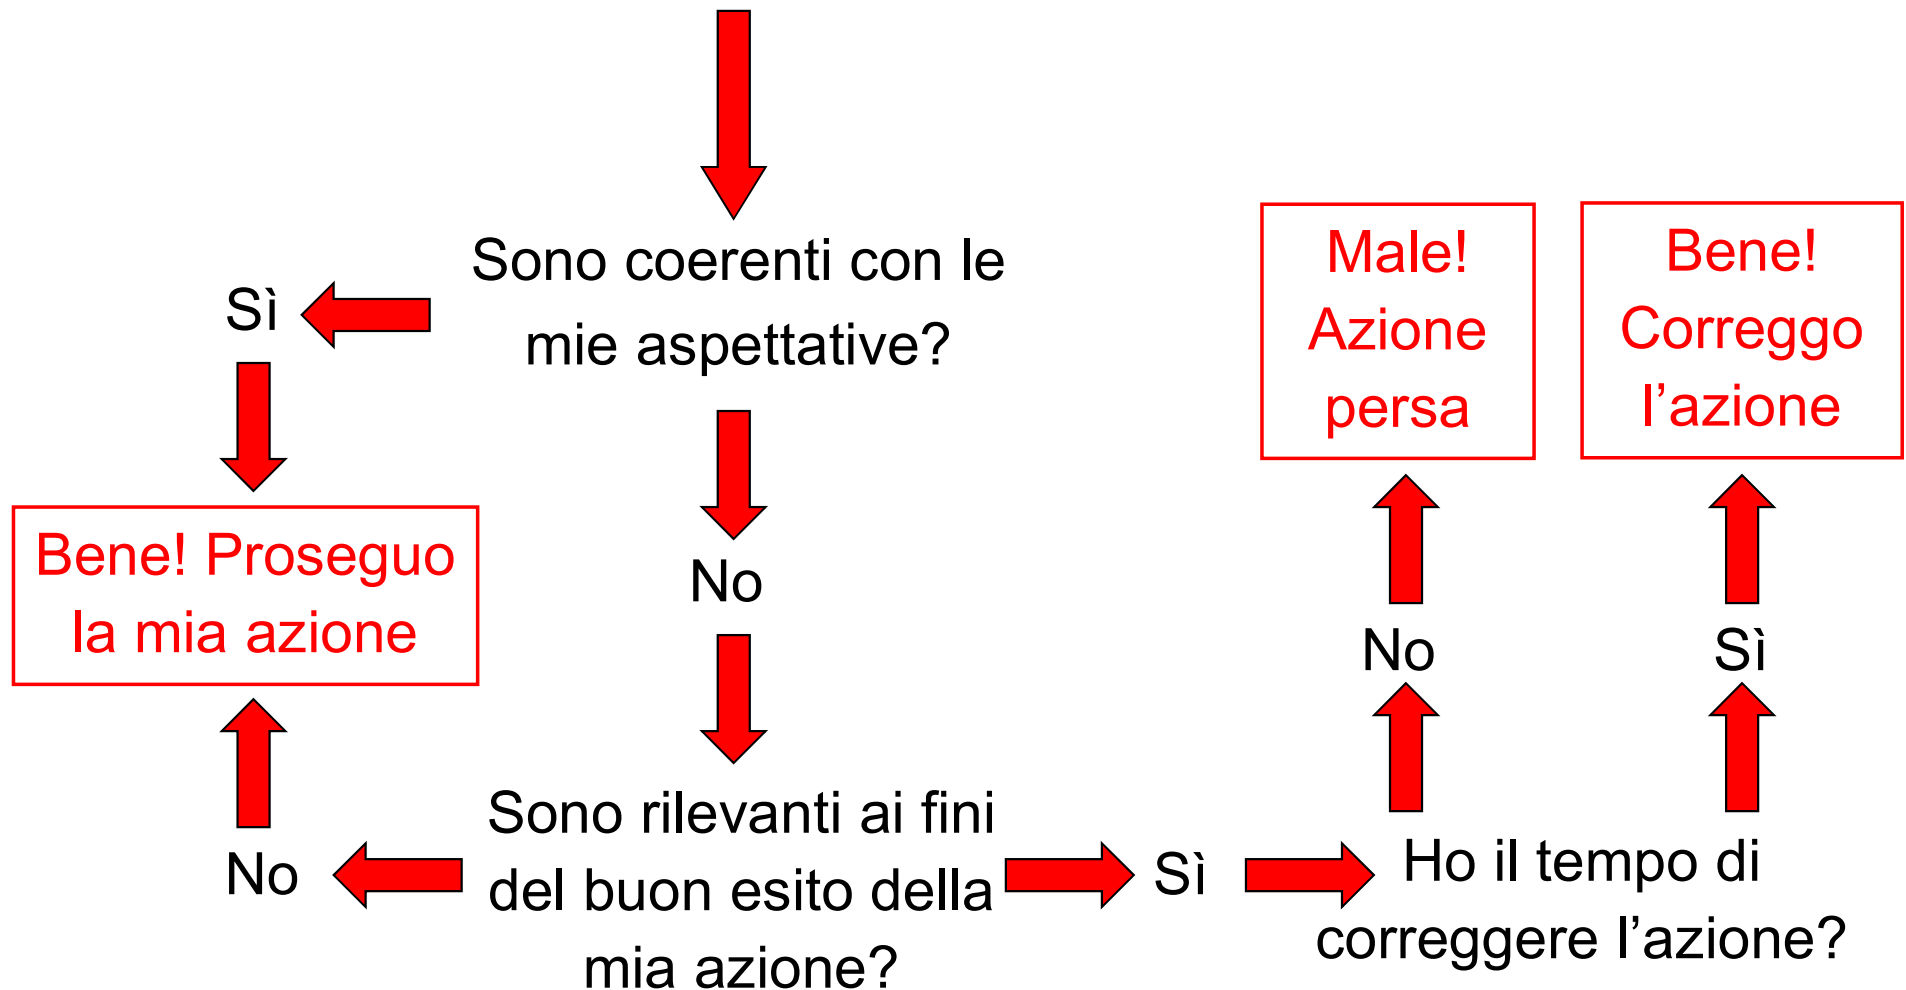 Sono coerenti con le
mie aspettative?
Sì
Bene! Proseguo
la mia azione
No
Sono rilevanti ai fini
del buon esito della
mia azione?
No
Sì
Ho il tempo di
correggere l’azione?
No
Sì
Male!
Azione
persa
Bene!
Correggo
l’azione